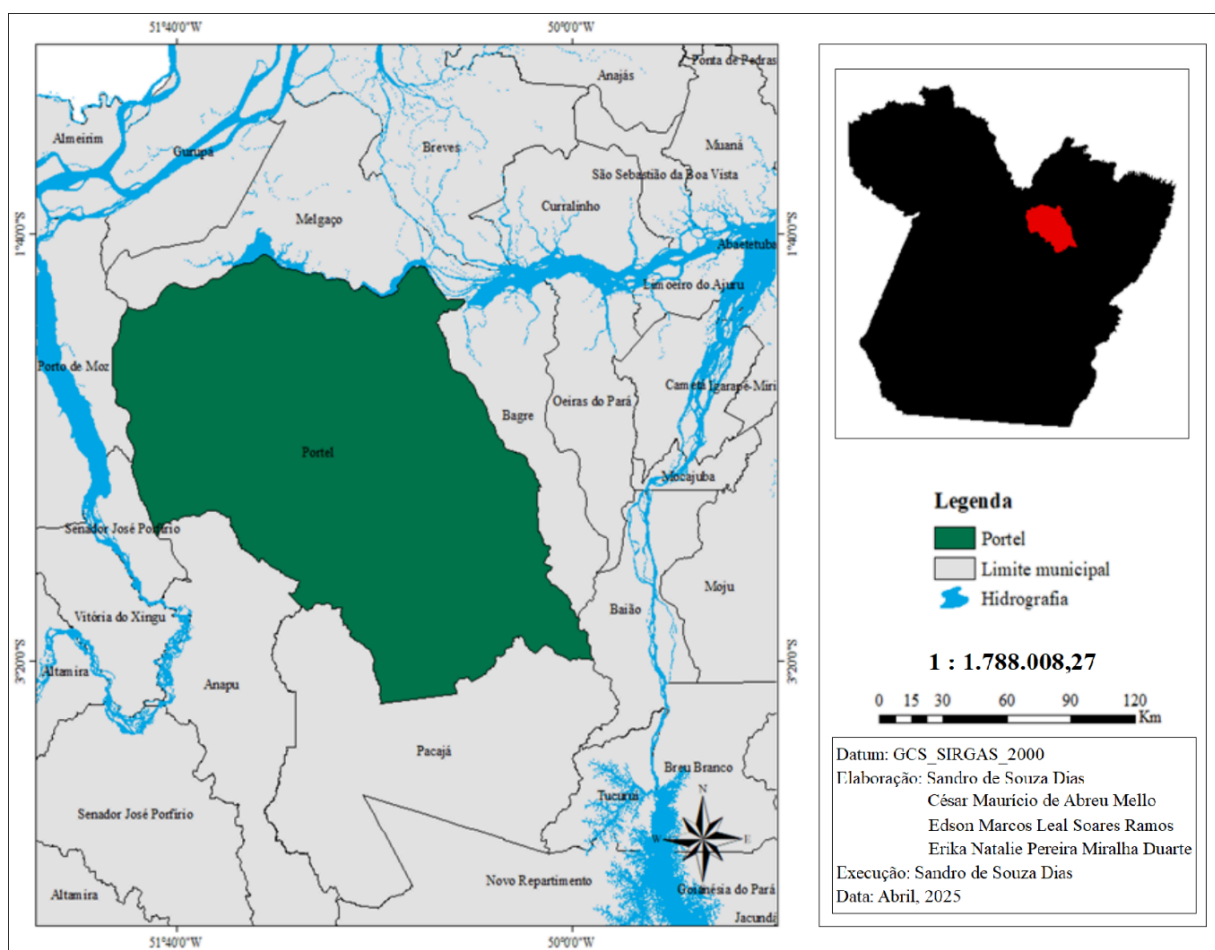 51°40'0"W
50°0'0"W
Ponta de Pedras
Anajás
Almeirim
Gurupá
Breves
Muaná
São Sebastião da Boa Vista
Curralinho
Melgaço
1°40'0"S
1°40'0"S
Abaetetuba
Limoeiro do Ajuru
Porto de Moz
Cametá
Igarapé-Miri
Bagre
Oeiras do Pará
Portel
Mocajuba
Senador José Porfírio
Moju
Vitória do Xingu
Baião
3°20'0"S
3°20'0"S
Altamira
Anapu
Pacajá
Breu Branco
Tucuruí
N
W
E
S
Senador José Porfírio
Novo Repartimento
Goianésia do Pará
Altamira
Jacundá
51°40'0"W
50°0'0"W
Legenda
Portel
Limite municipal
Hidrografia
1 : 1.788.008,27
0 15 30 60 90 120
Km
Datum: GCS_SIRGAS_2000
Elaboração: Sandro de Souza Dias
César Maurício de Abreu Mello
Edson Marcos Leal Soares Ramos
Erika Natalie Pereira Miralha Duarte
Execução: Sandro de Souza Dias
Data: Abril, 2025